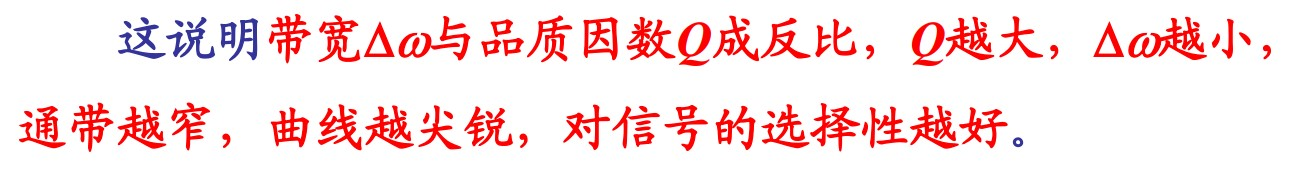 这说明带宽Δω与品质因数Q成反比，Q越大，Δω越小，
通带越窄，曲线越尖锐，对信号的选择性越好。